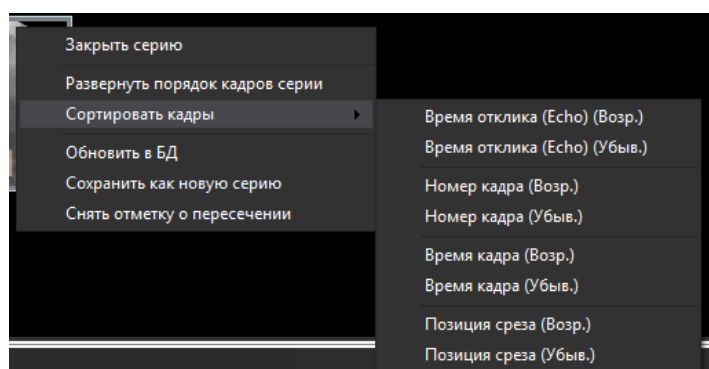 Закрыть серию
Развернуть порядок кадров серии
Сортировать кадры
Обновить в БД
Сохранить как новую серию
Снять отметку о пересечении
Время отклика (Echo) (Возр.)
Время отклика (Echo) (Убыв.)
Номер кадра (Возр.)
Номер кадра (Убыв.)
Время кадра (Возр.)
Время кадра (Убыв.)
Позиция среза (Возр.)
Позиция среза (Убыв.)